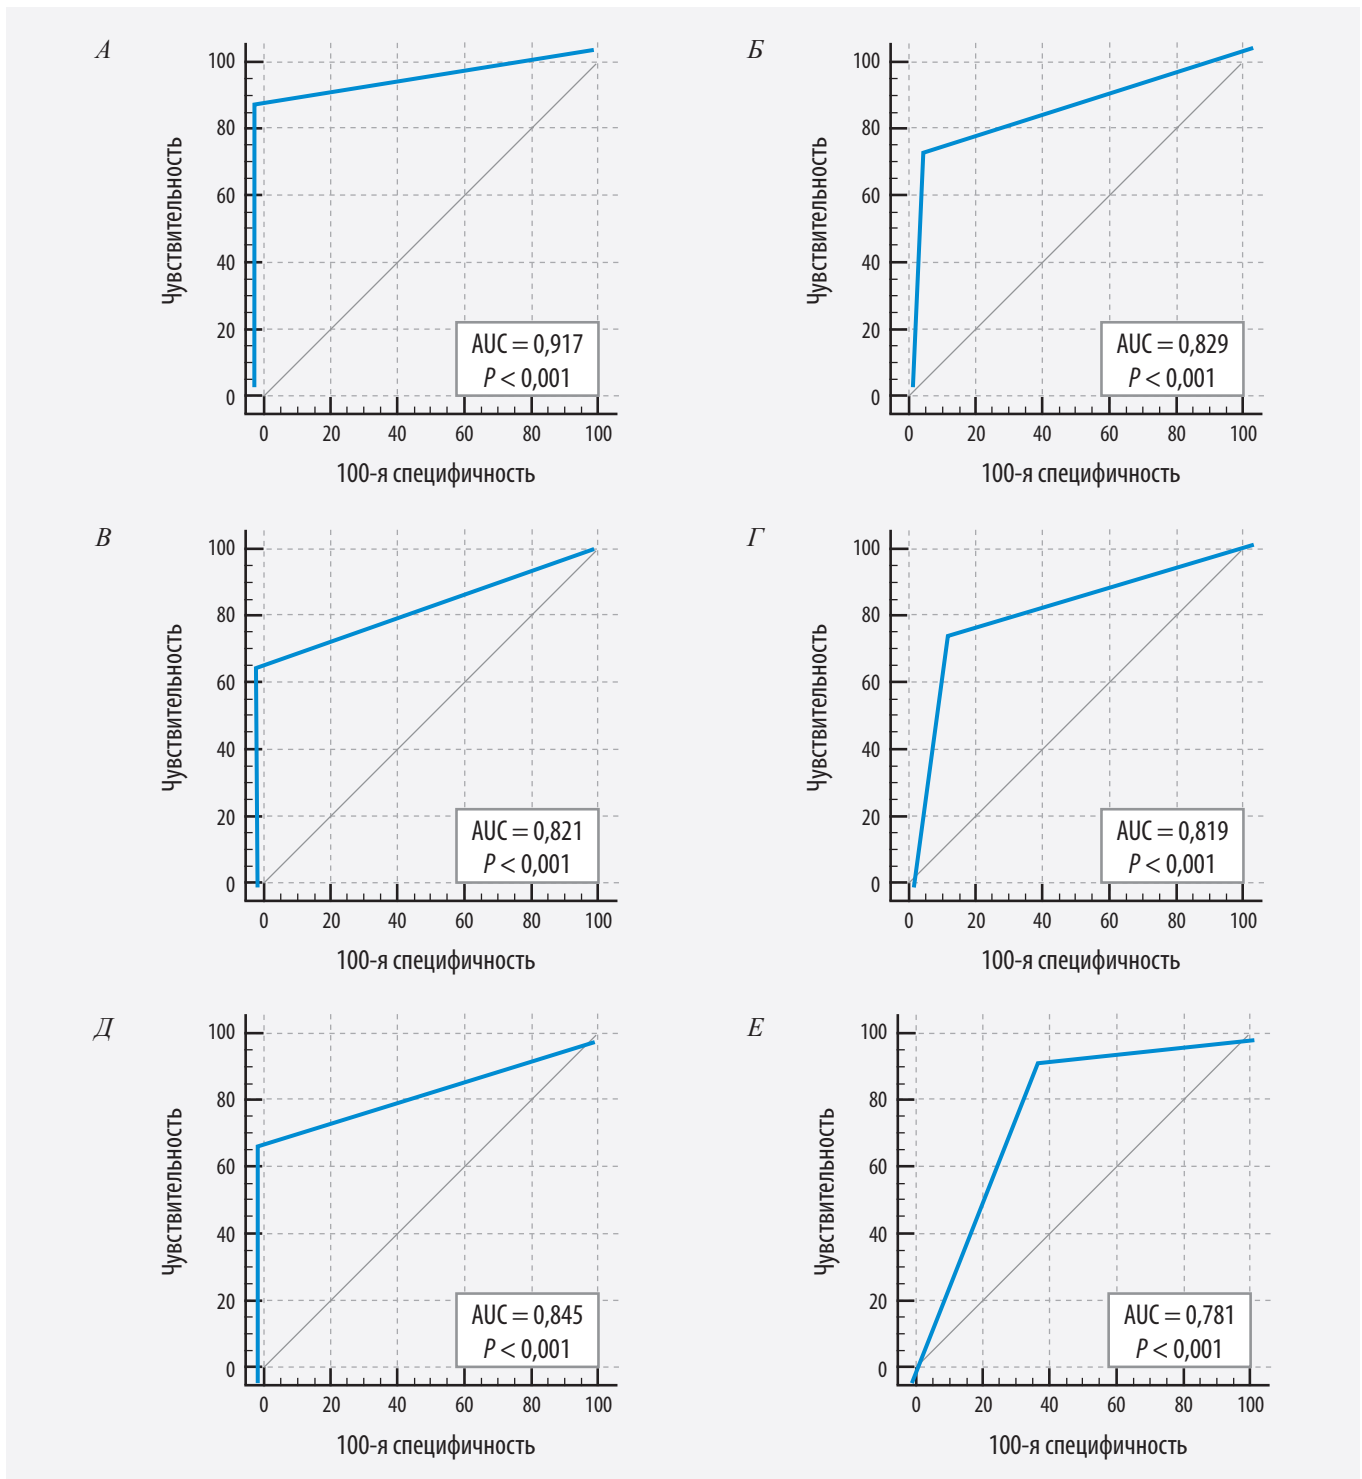 А
100
80
60
40
20
0
Чувствительность
AUC = 0,917
P < 0,001
0 20 40 60 80 100
100-я специфичность
Б
100
80
60
40
20
0
Чувствительность
AUC = 0,829
P < 0,001
0 20 40 60 80 100
100-я специфичность
В
100
80
60
40
20
0
Чувствительность
AUC = 0,821
P < 0,001
0 20 40 60 80 100
100-я специфичность
Г
100
80
60
40
20
0
Чувствительность
AUC = 0,819
P < 0,001
0 20 40 60 80 100
100-я специфичность
Д
100
80
60
40
20
0
Чувствительность
AUC = 0,845
P < 0,001
0 20 40 60 80 100
100-я специфичность
Е
100
80
60
40
20
0
Чувствительность
AUC = 0,781
P < 0,001
0 20 40 60 80 100
100-я специфичность